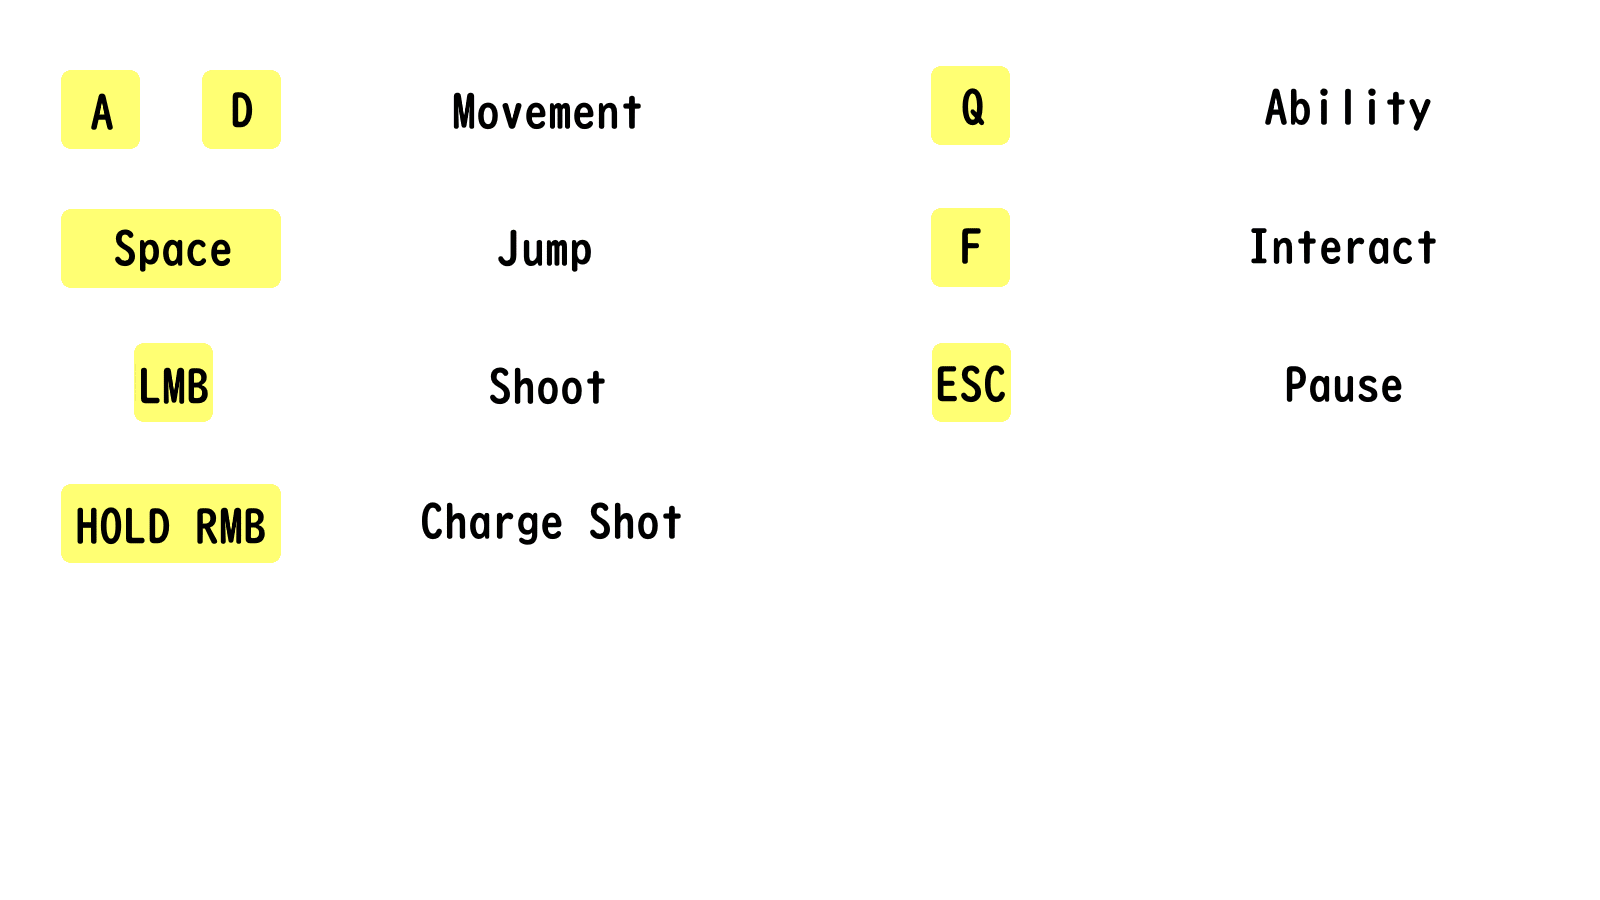 A D Movement
Space Jump
LMB Shoot
HOLD RMB Charge Shot
Q Ability
F Interact
ESC Pause